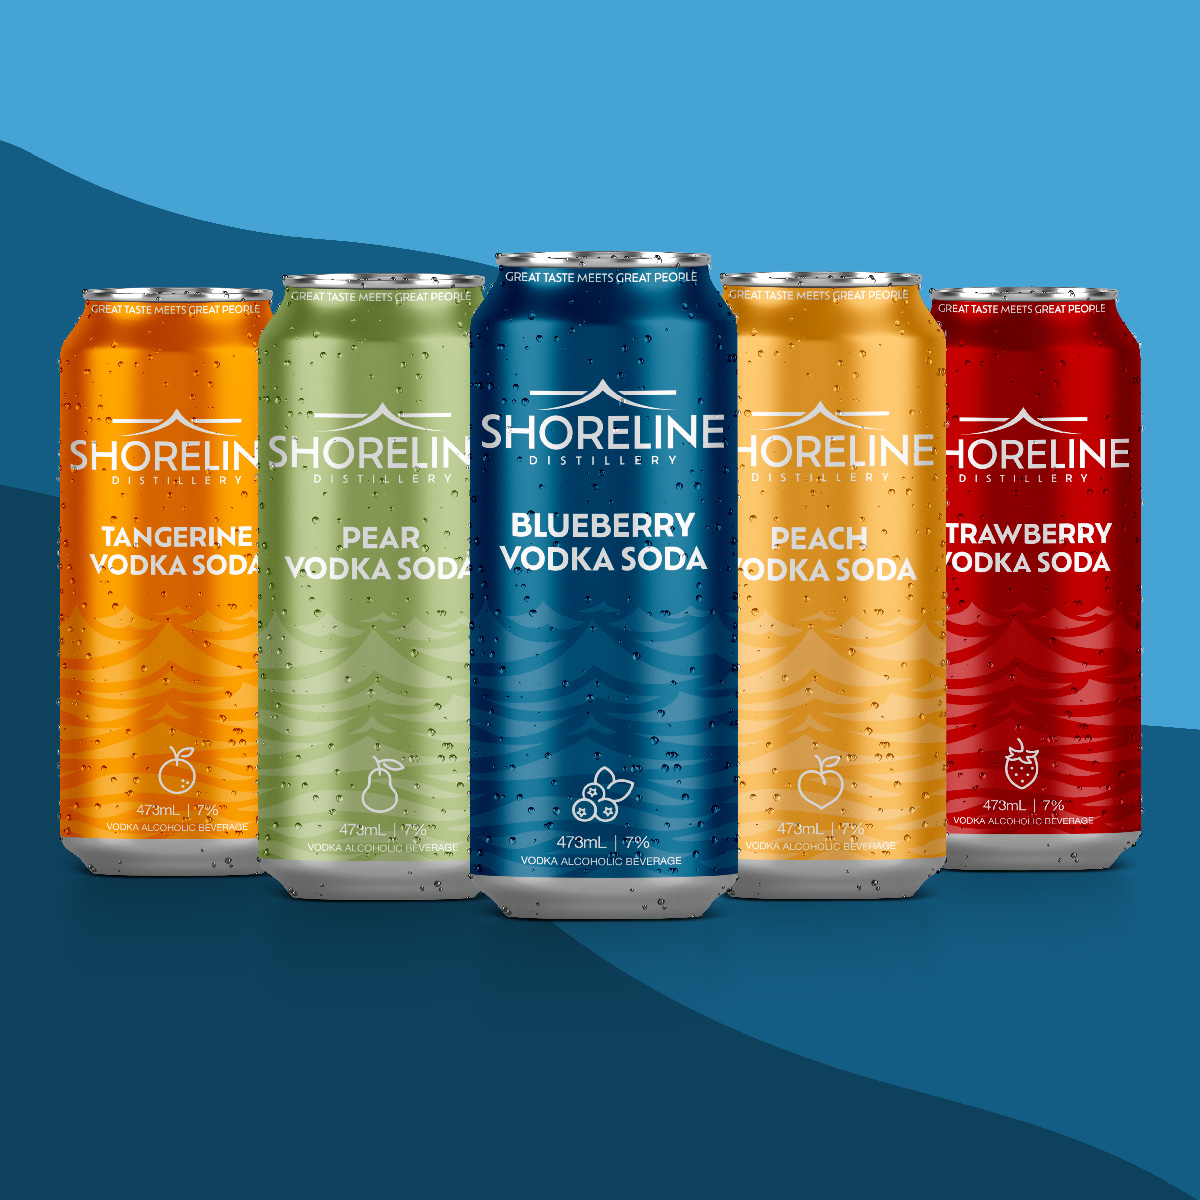 GREAT TASTE MEETS GREAT PEOPLE
SHORELIN
DISTILLERY
TANGERINE
VODKA SODA
473mL | 7%
VODKA ALCOHOLIC BEVERAGE
GREAT TASTE MEETS GREAT PEOPLE
SHORELIN
DISTILLERY
PEAR
VODKA SODA
473mL | 7%
VODKA ALCOHOLIC BEVERAGE
GREAT TASTE MEETS GREAT PEOPLE
SHORELINE
DISTILLERY
BLUEBERRY
VODKA SODA
473mL | 7%
VODKA ALCOHOLIC BEVERAGE
GREAT TASTE MEETS GREAT PEOPLE
HORELINE
DISTILLERY
PEACH
VODKA SODA
473mL | 7%
VODKA ALCOHOLIC BEVERAGE
GREAT TASTE MEETS GREAT PEOPLE
HORELINE
DISTILLERY
TRAWBERRY
VODKA SODA
473mL | 7%
VODKA ALCOHOLIC BEVERAGE